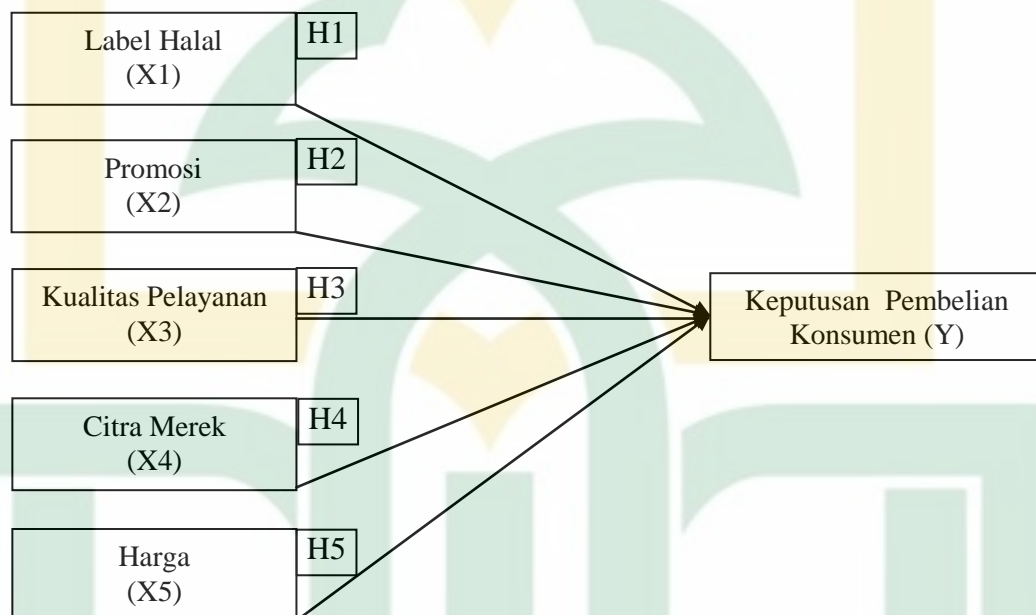 Label Halal
(X1)
H1
Promosi
(X2)
H2
Kualitas Pelayanan
(X3)
H3
Keputusan Pembelian
Konsumen (Y)
Citra Merek
(X4)
H4
Harga
(X5)
H5